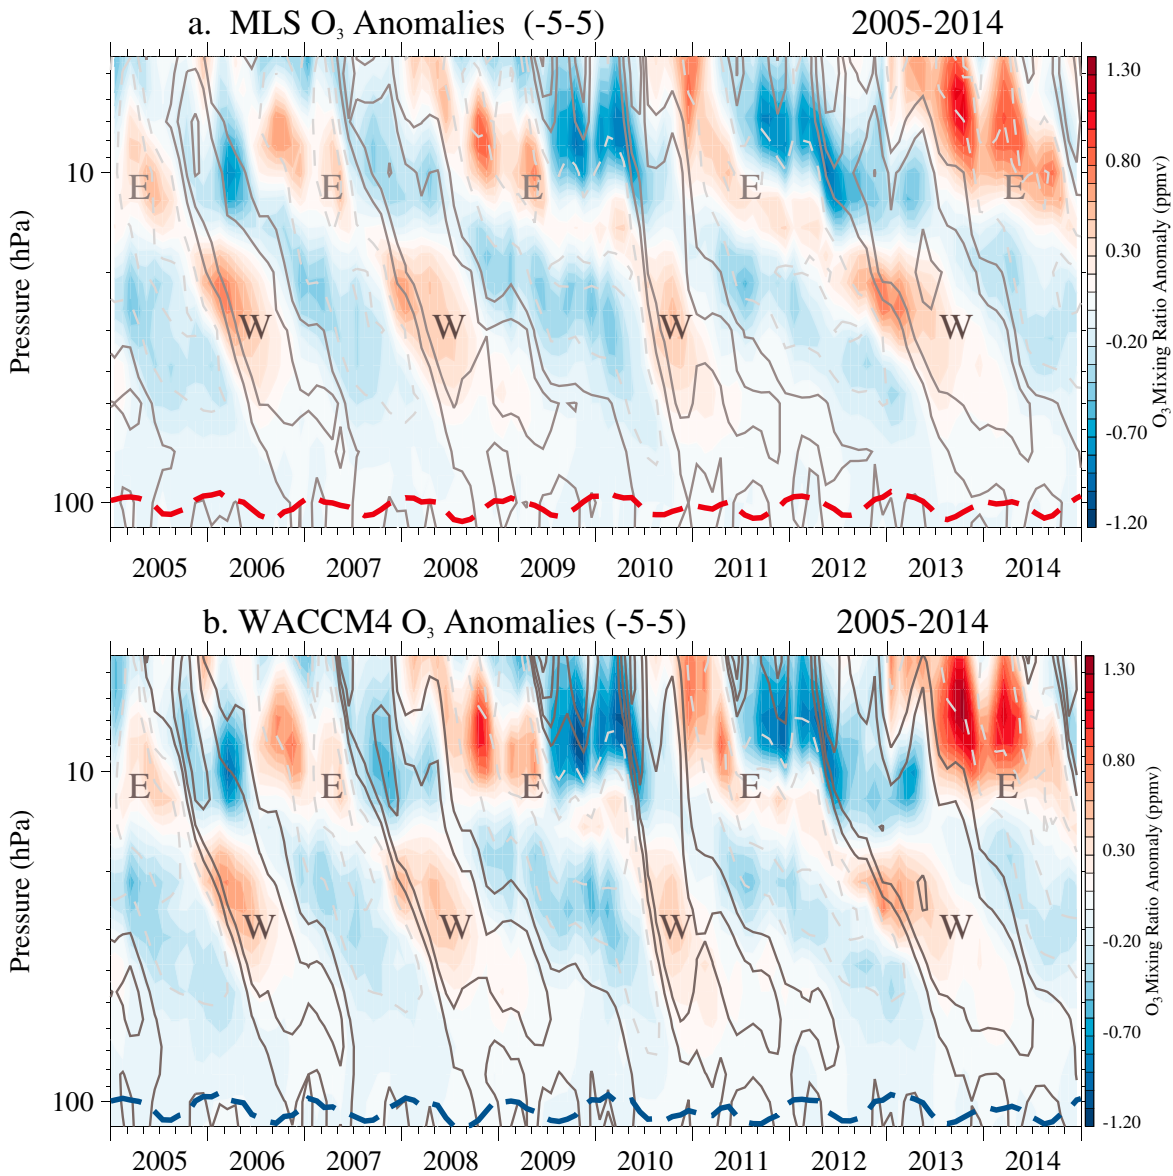 a. MLS O₃ Anomalies (-5-5) 2005-2014
Pressure (hPa)
10
100
E E E E E
W W W W
2005 2006 2007 2008 2009 2010 2011 2012 2013 2014
1.30
0.80
0.30
-0.20
-0.70
-1.20
O₃ Mixing Ratio Anomaly (ppmv)
b. WACCM4 O₃ Anomalies (-5-5) 2005-2014
Pressure (hPa)
10
100
E E E E E
W W W W
2005 2006 2007 2008 2009 2010 2011 2012 2013 2014
1.30
0.80
0.30
-0.20
-0.70
-1.20
O₃ Mixing Ratio Anomaly (ppmv)